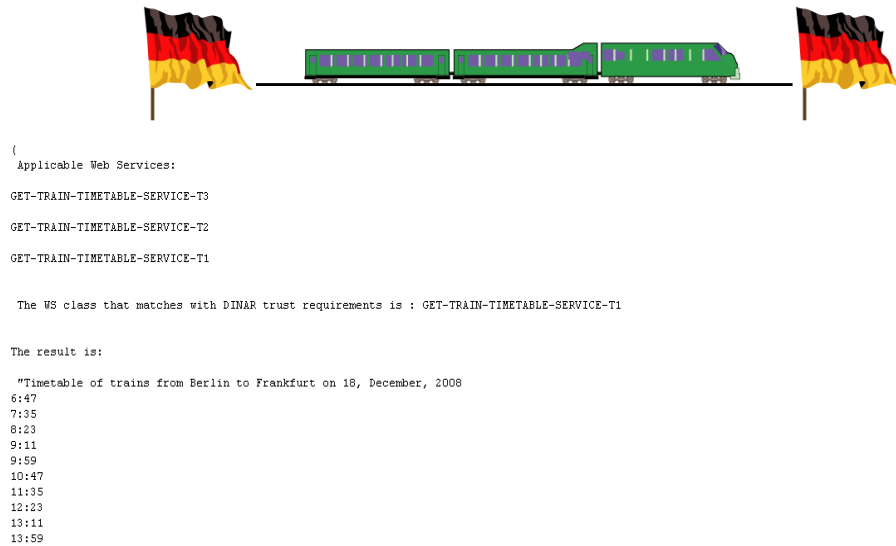 (
Applicable Web Services:
GET-TRAIN-TIMETABLE-SERVICE-T3
GET-TRAIN-TIMETABLE-SERVICE-T2
GET-TRAIN-TIMETABLE-SERVICE-T1
The WS class that matches with DINAR trust requirements is : GET-TRAIN-TIMETABLE-SERVICE-T1
The result is:
"Timetable of trains from Berlin to Frankfurt on 18, December, 2008
6:47
7:35
8:23
9:11
9:59
10:47
11:35
12:23
13:11
13:59